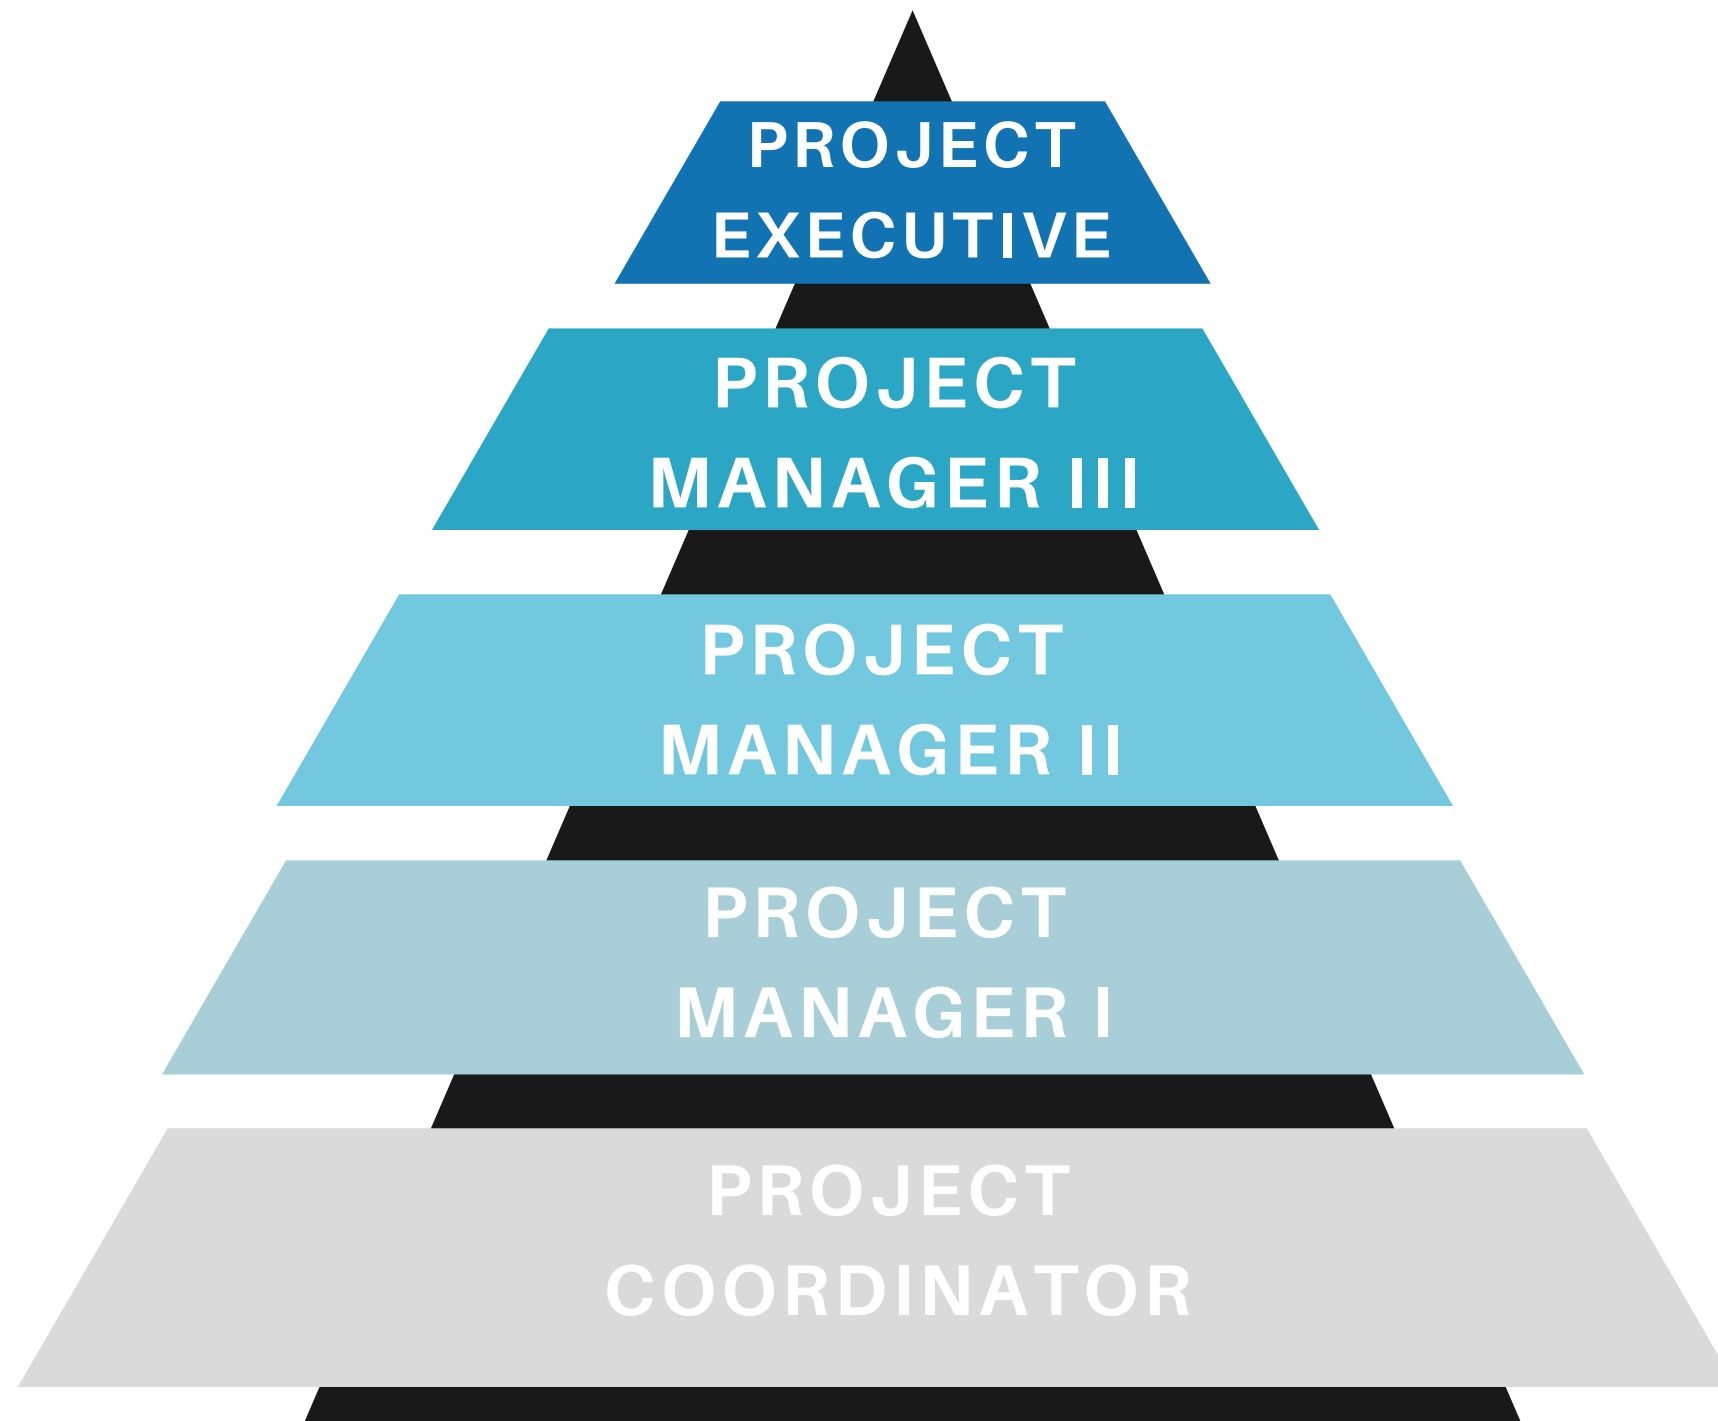 PROJECT
EXECUTIVE
PROJECT
MANAGER III
PROJECT
MANAGER II
PROJECT
MANAGER I
PROJECT
COORDINATOR